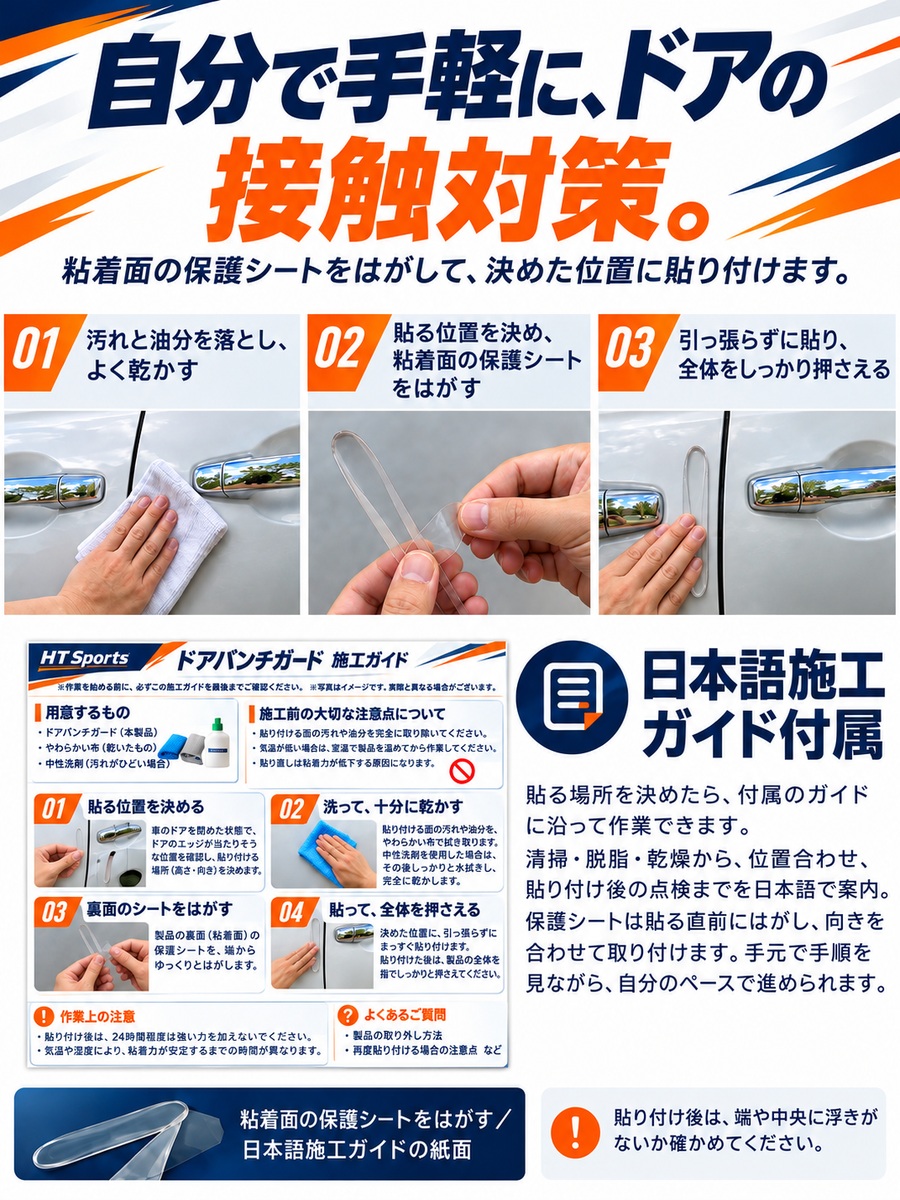 自分で手軽に、ドアの
接触対策。
粘着面の保護シートをはがして、決めた位置に貼り付けます。
01
汚れと油分を落とし、
よく乾かす
02
貼る位置を決め、
粘着面の保護シート
をはがす
03
引っ張らずに貼り、
全体をしっかり押さえる
HT Sports
ドアパンチガード 施工ガイド
※作業を始める前に、必ずこの施工ガイドを最後までご確認ください。 ※写真はイメージです。実際と異なる場合がございます。
用意するもの
・ドアパンチガード(本製品)
・やわらかい布(乾いたもの)
・中性洗剤(汚れがひどい場合)
施工前の大切な注意点について
・貼り付ける面の汚れや油分を完全に取り除いてください。
・気温が低い場合は、室温で製品を温めてから作業してください。
・貼り直しは粘着力が低下する原因になります。
01 貼る位置を決める
車のドアを閉めた状態で、
ドアのエッジが当たりそう
な位置を確認し、貼り付ける
場所(高さ・向き)を決めます。
02 洗って、十分に乾かす
貼り付ける面の汚れや油分を、
やわらかい布で拭き取ります。
中性洗剤を使用した場合は、
その後しっかりと水拭きし、
完全に乾かします。
03 裏面のシートをはがす
製品の裏面(粘着面)の
保護シートを、端から
ゆっくりとはがします。
04 貼って、全体を押さえる
決めた位置に、引っ張らずに
まっすぐ貼り付けます。
貼り付けた後は、製品の全体を
指でしっかりと押さえてください。
! 作業上の注意
・貼り付け後は、24時間程度は強い力を加えないでください。
・気温や湿度により、粘着力が安定するまでの時間が異なります。
? よくあるご質問
・製品の取り外し方法
・再度貼り付ける場合の注意点 など
日本語施工
ガイド付属
貼る場所を決めたら、付属のガイド
に沿って作業できます。
清掃・脱脂・乾燥から、位置合わせ、
貼り付け後の点検までを日本語で案内。
保護シートは貼る直前にはがし、向きを
合わせて取り付けます。手元で手順を
見ながら、自分のペースで進められます。
粘着面の保護シートをはがす/
日本語施工ガイドの紙面
!
貼り付け後は、端や中央に浮きが
ないか確かめてください。